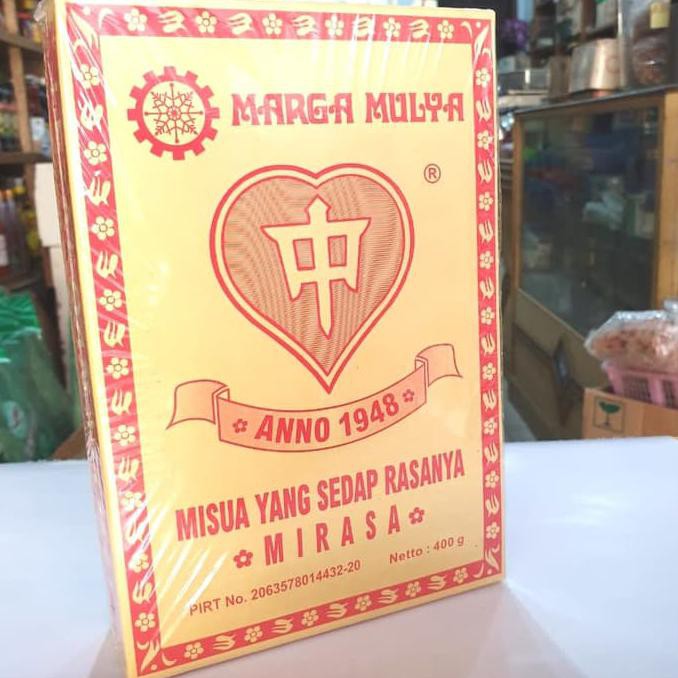 MARGA MULYA
®
中
ANNO 1948
MISUA YANG SEDAP RASANYA
MIRASA
PIRT No. 2063578014432-20 Netto : 400 g